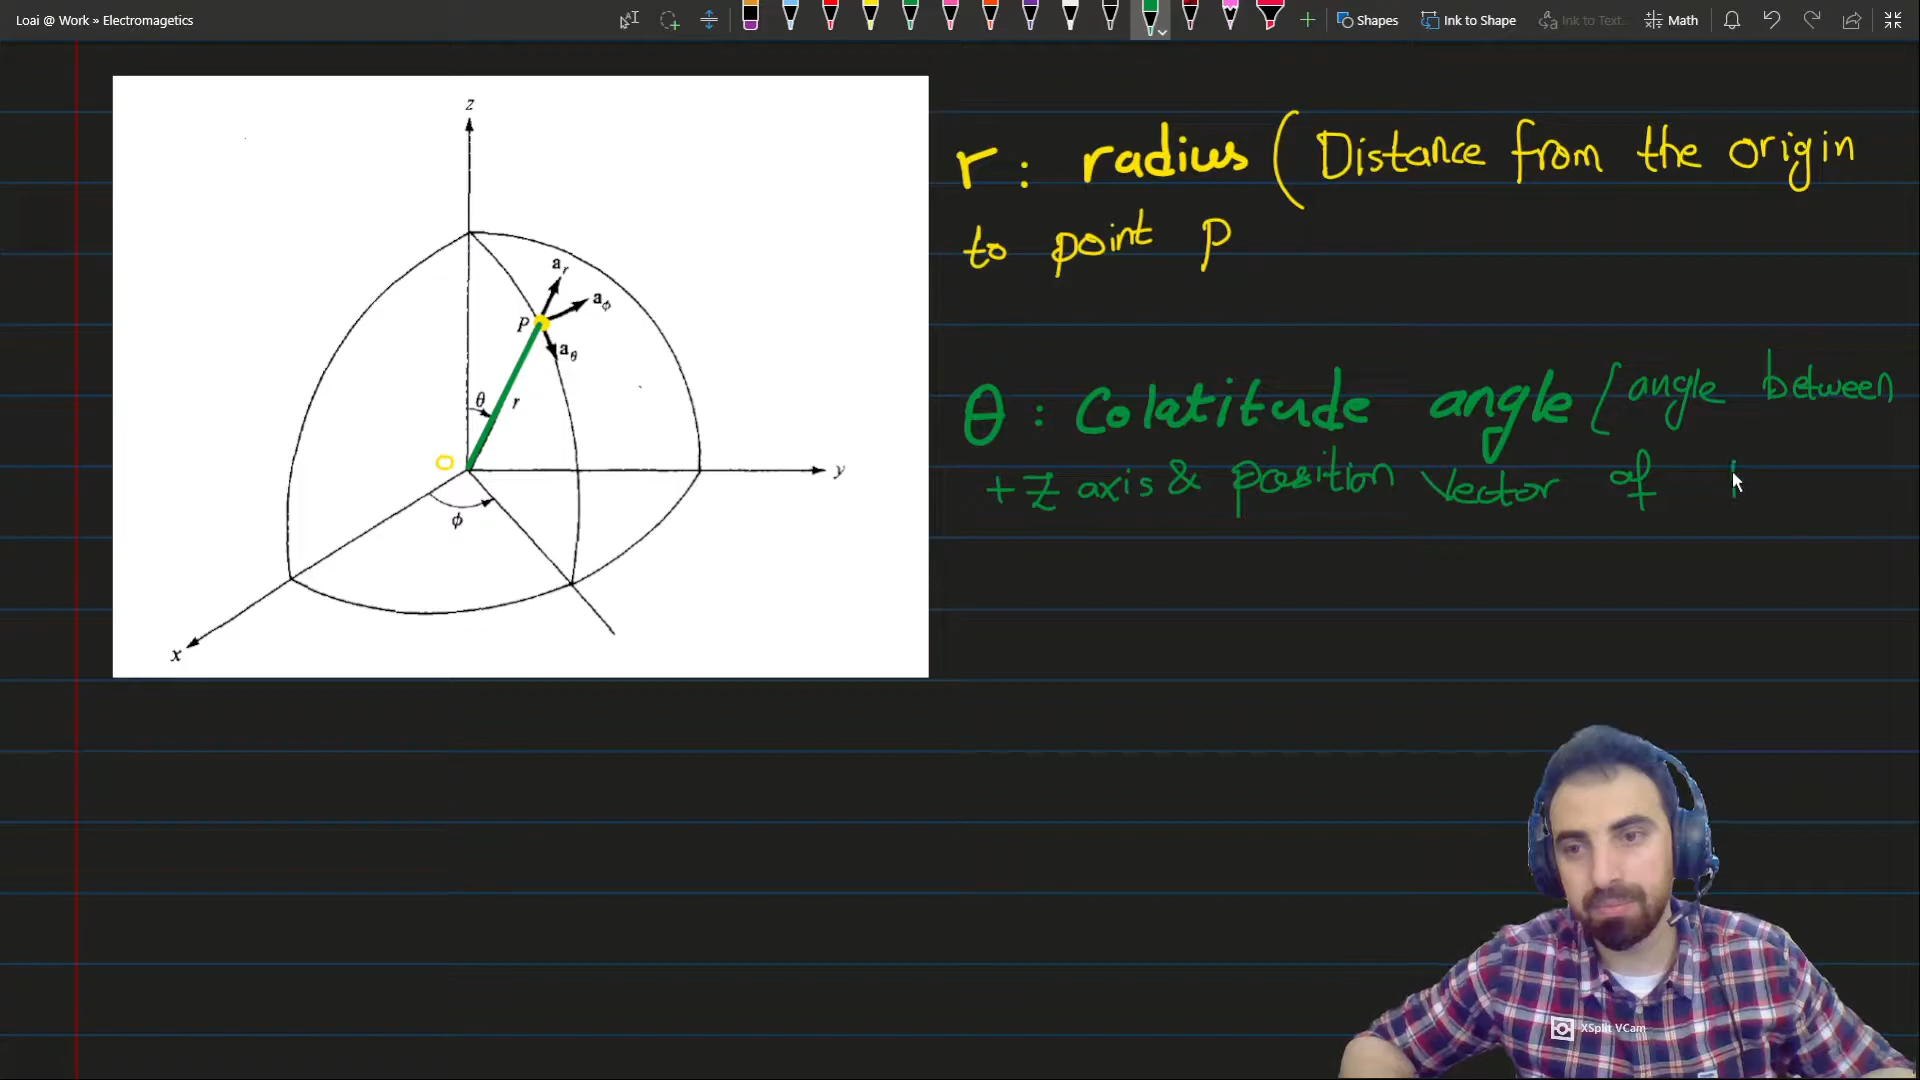 Loai @ Work » Electromagetics
Shapes
Ink to Shape
Ink to Text
Math
z
a_r
a_ϕ
P
a_θ
θ
r
O
y
ϕ
x
r : radius ( Distance from the origin
to point P
θ : Colatitude angle ( angle between
+Z axis & position Vector of
XSplit VCam